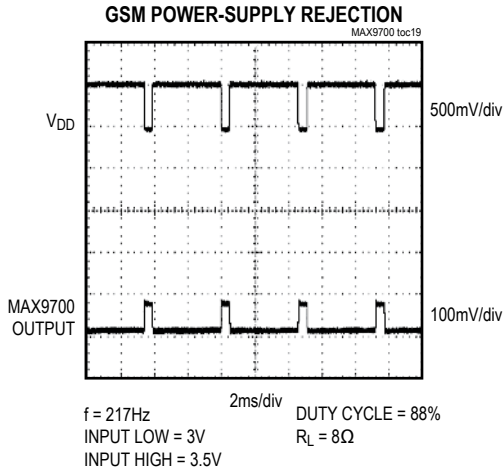 GSM POWER-SUPPLY REJECTION
MAX9700 toc19
V_DD
500mV/div
MAX9700
OUTPUT
100mV/div
2ms/div
f = 217Hz
DUTY CYCLE = 88%
INPUT LOW = 3V
R_L = 8Ω
INPUT HIGH = 3.5V